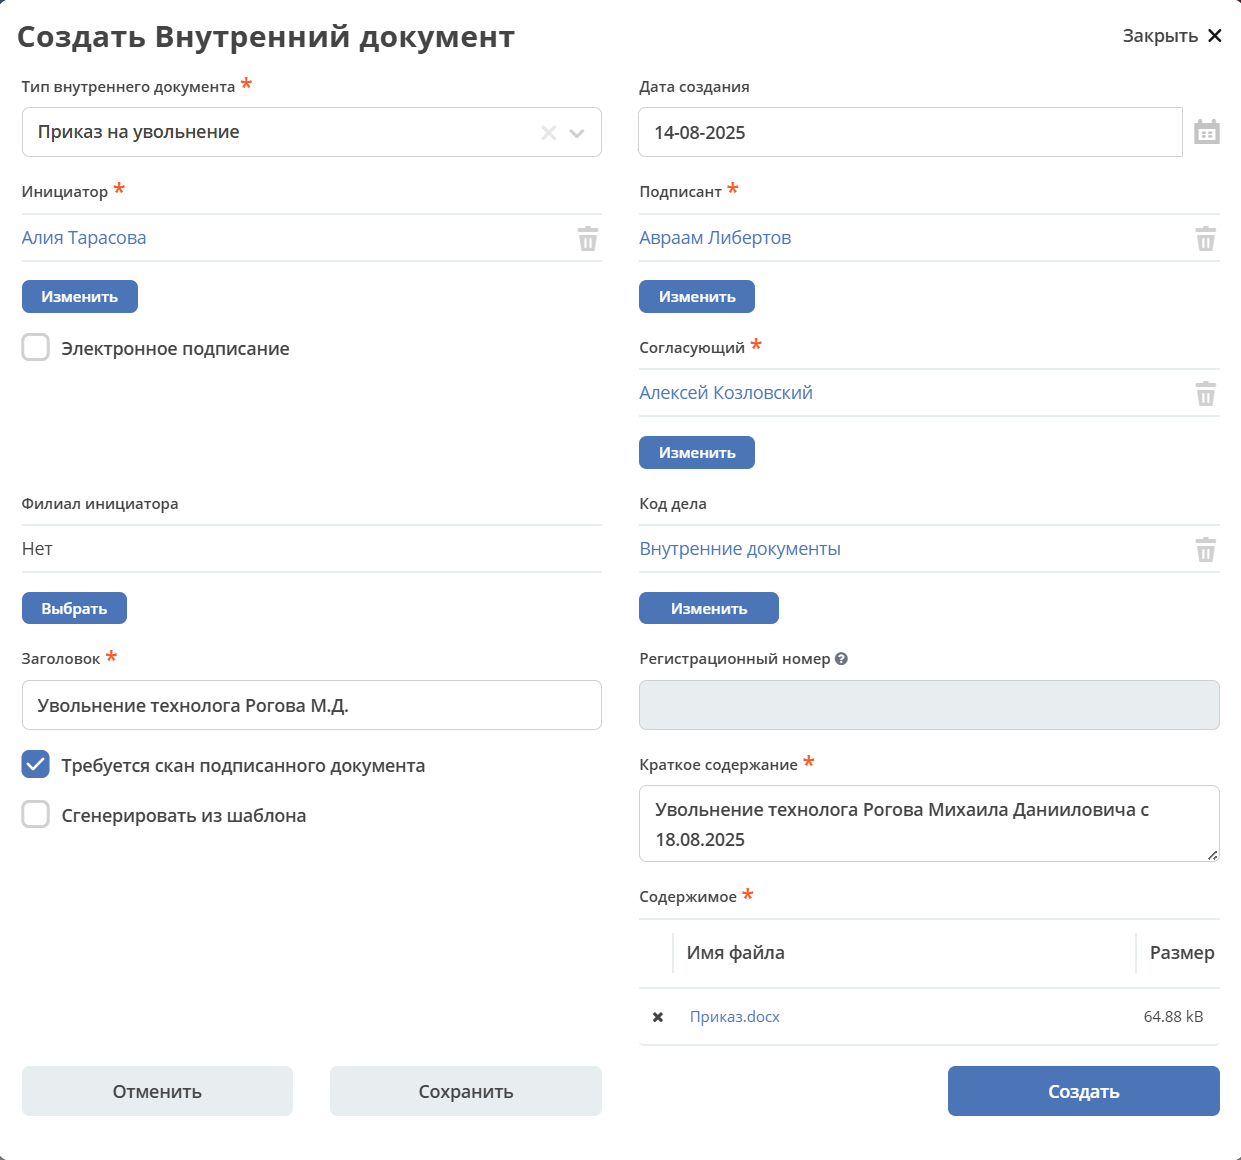 Создать Внутренний документ
Закрыть
Тип внутреннего документа *
Приказ на увольнение
Дата создания
14-08-2025
Инициатор *
Алия Тарасова
Изменить
Подписант *
Авраам Либертов
Изменить
Электронное подписание
Согласующий *
Алексей Козловский
Изменить
Филиал инициатора
Нет
Выбрать
Код дела
Внутренние документы
Изменить
Заголовок *
Увольнение технолога Рогова М.Д.
Регистрационный номер ?
Требуется скан подписанного документа
Сгенерировать из шаблона
Краткое содержание *
Увольнение технолога Рогова Михаила Данииловича с
18.08.2025
Содержимое *
Имя файла Размер
Приказ.docx 64.88 kB
Отменить
Сохранить
Создать